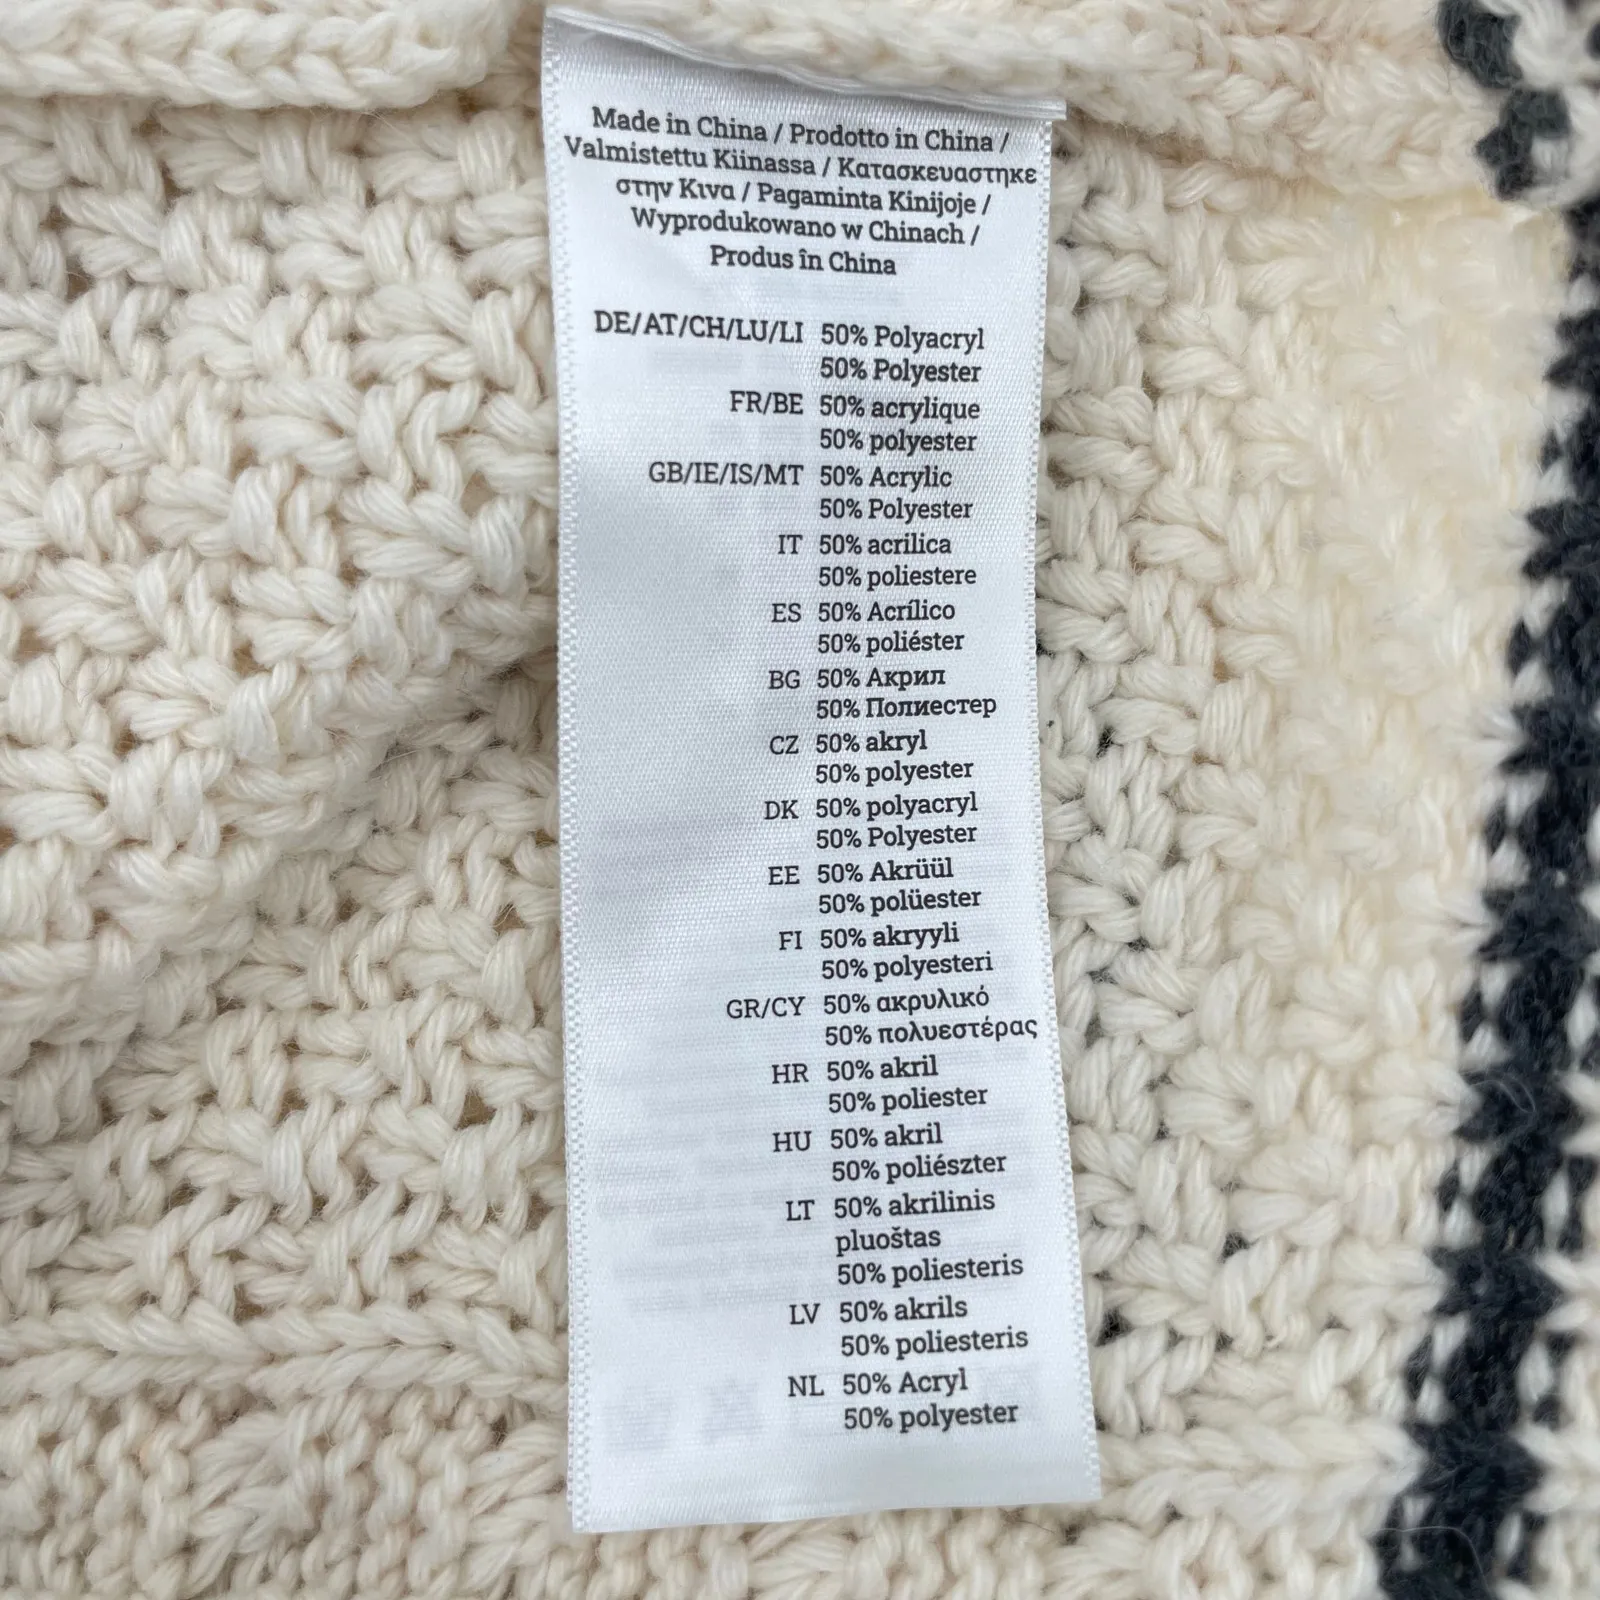 Made in China / Prodotto in China /
Valmistettu Kiinassa / Κατασκευαστηκε
στην Κινα / Pagaminta Kinijoje /
Wyprodukowano w Chinach /
Produs în China
DE/AT/CH/LU/LI 50% Polyacryl
50% Polyester
FR/BE 50% acrylique
50% polyester
GB/IE/IS/MT 50% Acrylic
50% Polyester
IT 50% acrilica
50% poliestere
ES 50% Acrílico
50% poliéster
BG 50% Акрил
50% Полиестер
CZ 50% akryl
50% polyester
DK 50% polyacryl
50% Polyester
EE 50% Akrüül
50% polüester
FI 50% akryyli
50% polyesteri
GR/CY 50% ακρυλικό
50% πολυεστέρας
HR 50% akril
50% poliester
HU 50% akril
50% poliészter
LT 50% akrilinis
pluoštas
50% poliesteris
LV 50% akrils
50% poliesteris
NL 50% Acryl
50% polyester